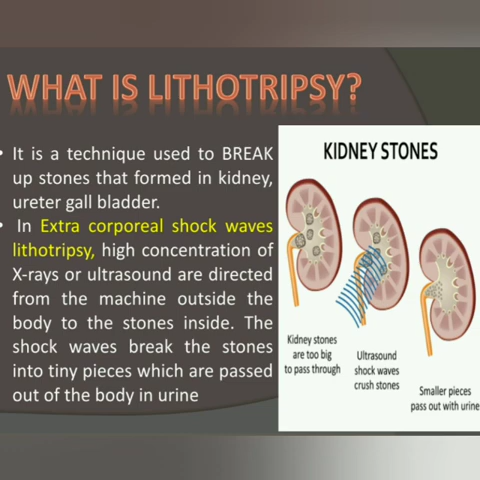 WHAT IS LITHOTRIPSY?
• It is a technique used to BREAK
up stones that formed in kidney,
ureter gall bladder.
• In Extra corporeal shock waves
lithotripsy, high concentration of
X-rays or ultrasound are directed
from the machine outside the
body to the stones inside. The
shock waves break the stones
into tiny pieces which are passed
out of the body in urine
KIDNEY STONES
Kidney stones
are too big
to pass through
Ultrasound
shock waves
crush stones
Smaller pieces
pass out with urine